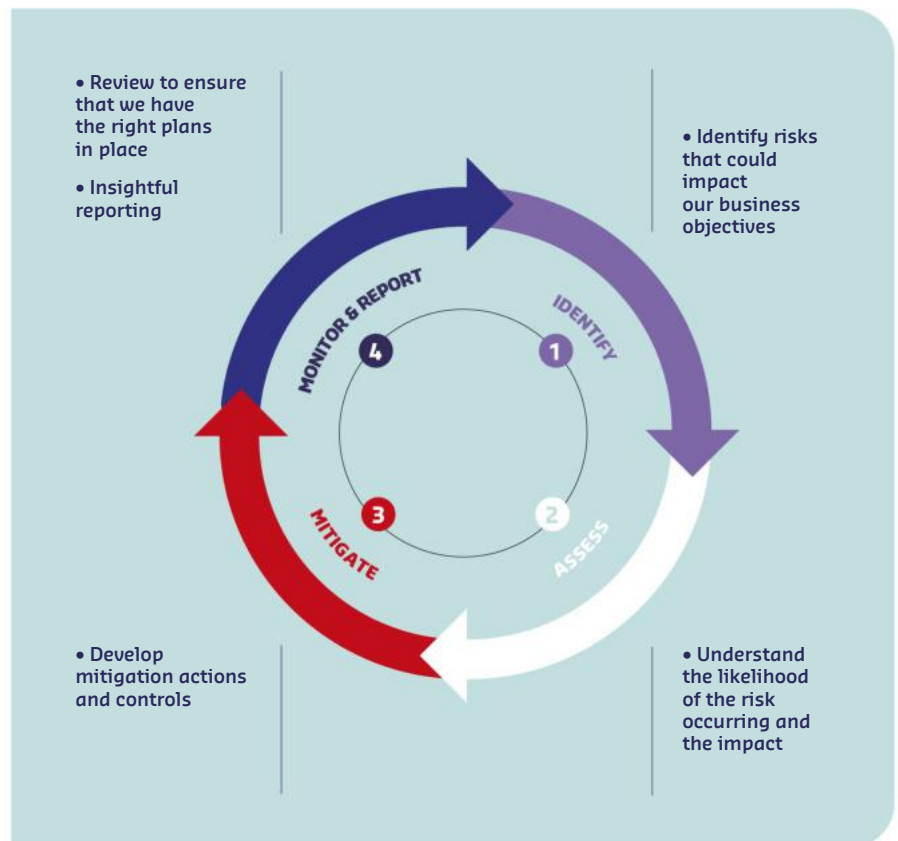 • Review to ensure
that we have
the right plans
in place
• Insightful
reporting
• Identify risks
that could
impact
our business
objectives
MONITOR & REPORT
4
IDENTIFY
1
MITIGATE
3
ASSESS
2
• Develop
mitigation actions
and controls
• Understand
the likelihood
of the risk
occurring and
the impact